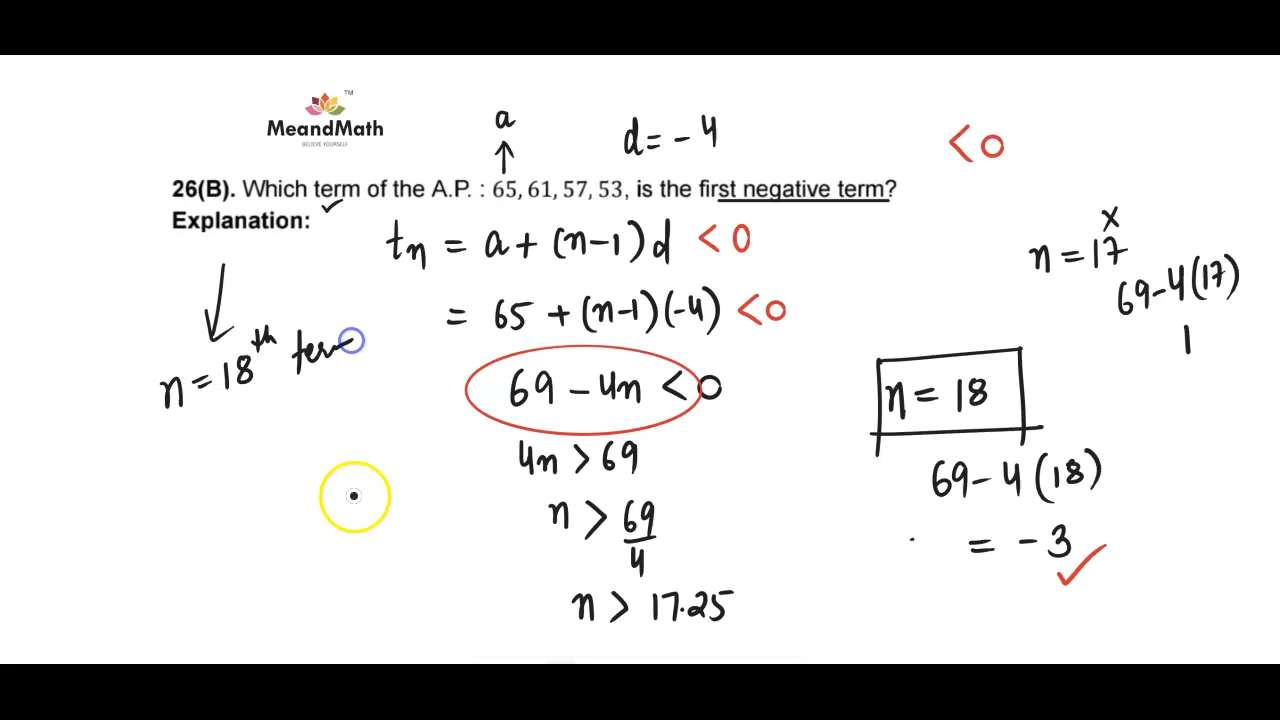 TM
MeandMath
BELIEVE YOURSELF
a
d = - 4
< 0
26(B). Which term of the A.P. : 65, 61, 57, 53, is the first negative term?
Explanation:
tn = a + (n-1) d < 0
= 65 + (n-1) (-4) < 0
69 - 4n < 0
4n > 69
n > 69/4
n > 17.25
n = 18th term
x
n = 17
69 - 4(17)
1
n = 18
69 - 4 (18)
= - 3 ✓